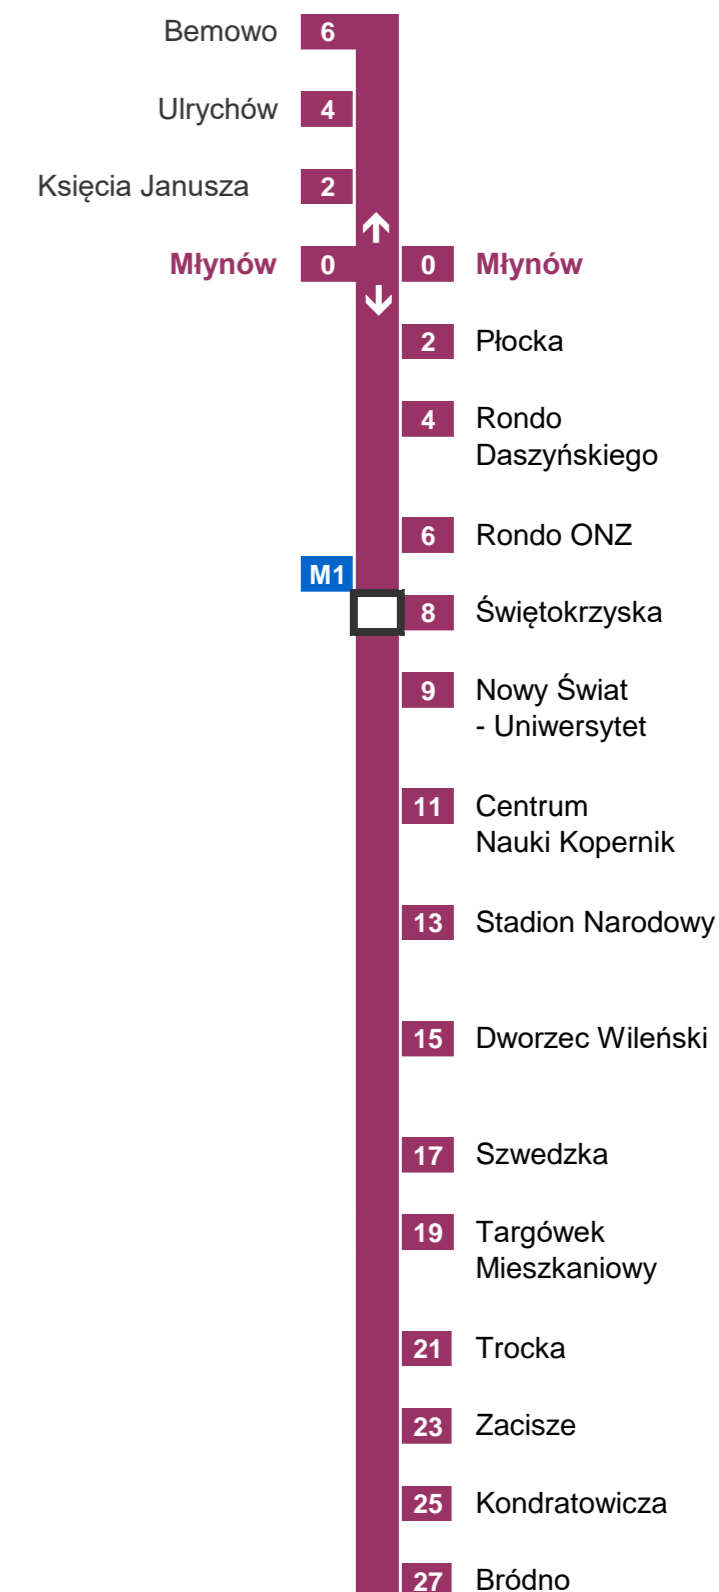 Bemowo 6
Ulrychów 4
Księcia Janusza 2
Młynów 0 0 Młynów
2 Płocka
4 Rondo
Daszyńskiego
6 Rondo ONZ
M1
8 Świętokrzyska
9 Nowy Świat
- Uniwersytet
11 Centrum
Nauki Kopernik
13 Stadion Narodowy
15 Dworzec Wileński
17 Szwedzka
19 Targówek
Mieszkaniowy
21 Trocka
23 Zacisze
25 Kondratowicza
27 Bródno